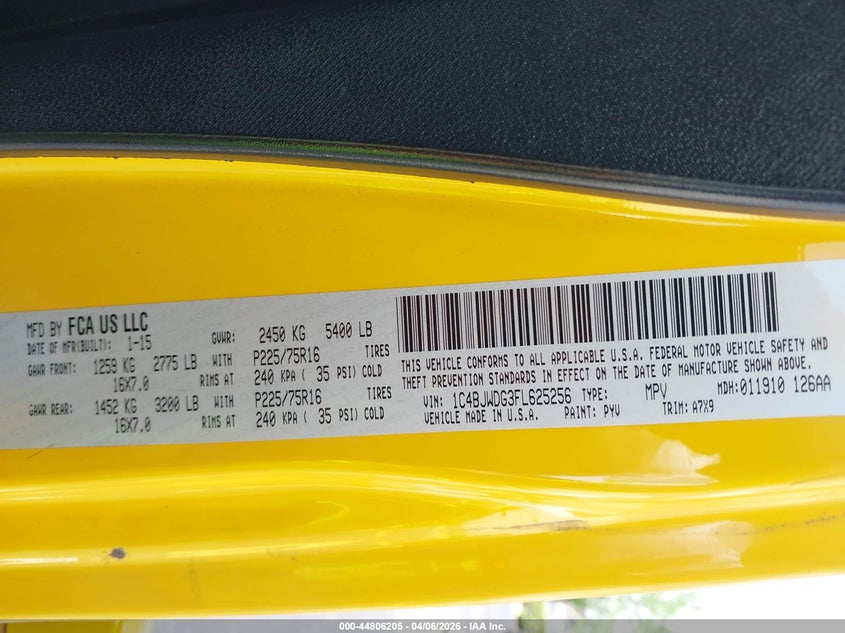 MFD BY FCA US LLC
DATE OF MFR(BUILT): 1-15
GVWR: 2450 KG 5400 LB
GAWR FRONT: 1259 KG 2775 LB WITH P225/75R16 TIRES
16X7.0 RIMS AT 240 KPA ( 35 PSI) COLD
GAWR REAR: 1452 KG 3200 LB WITH P225/75R16 TIRES
16X7.0 RIMS AT 240 KPA ( 35 PSI) COLD
THIS VEHICLE CONFORMS TO ALL APPLICABLE U.S.A. FEDERAL MOTOR VEHICLE SAFETY AND
THEFT PREVENTION STANDARDS IN EFFECT ON THE DATE OF MANUFACTURE SHOWN ABOVE.
VIN: 1C4BJWDG3FL625256 TYPE: MPV MDH:011910 126AA
VEHICLE MADE IN U.S.A. PAINT: PYV TRIM: A7X9
000-44806205 - 04/06/2026 - IAA Inc.